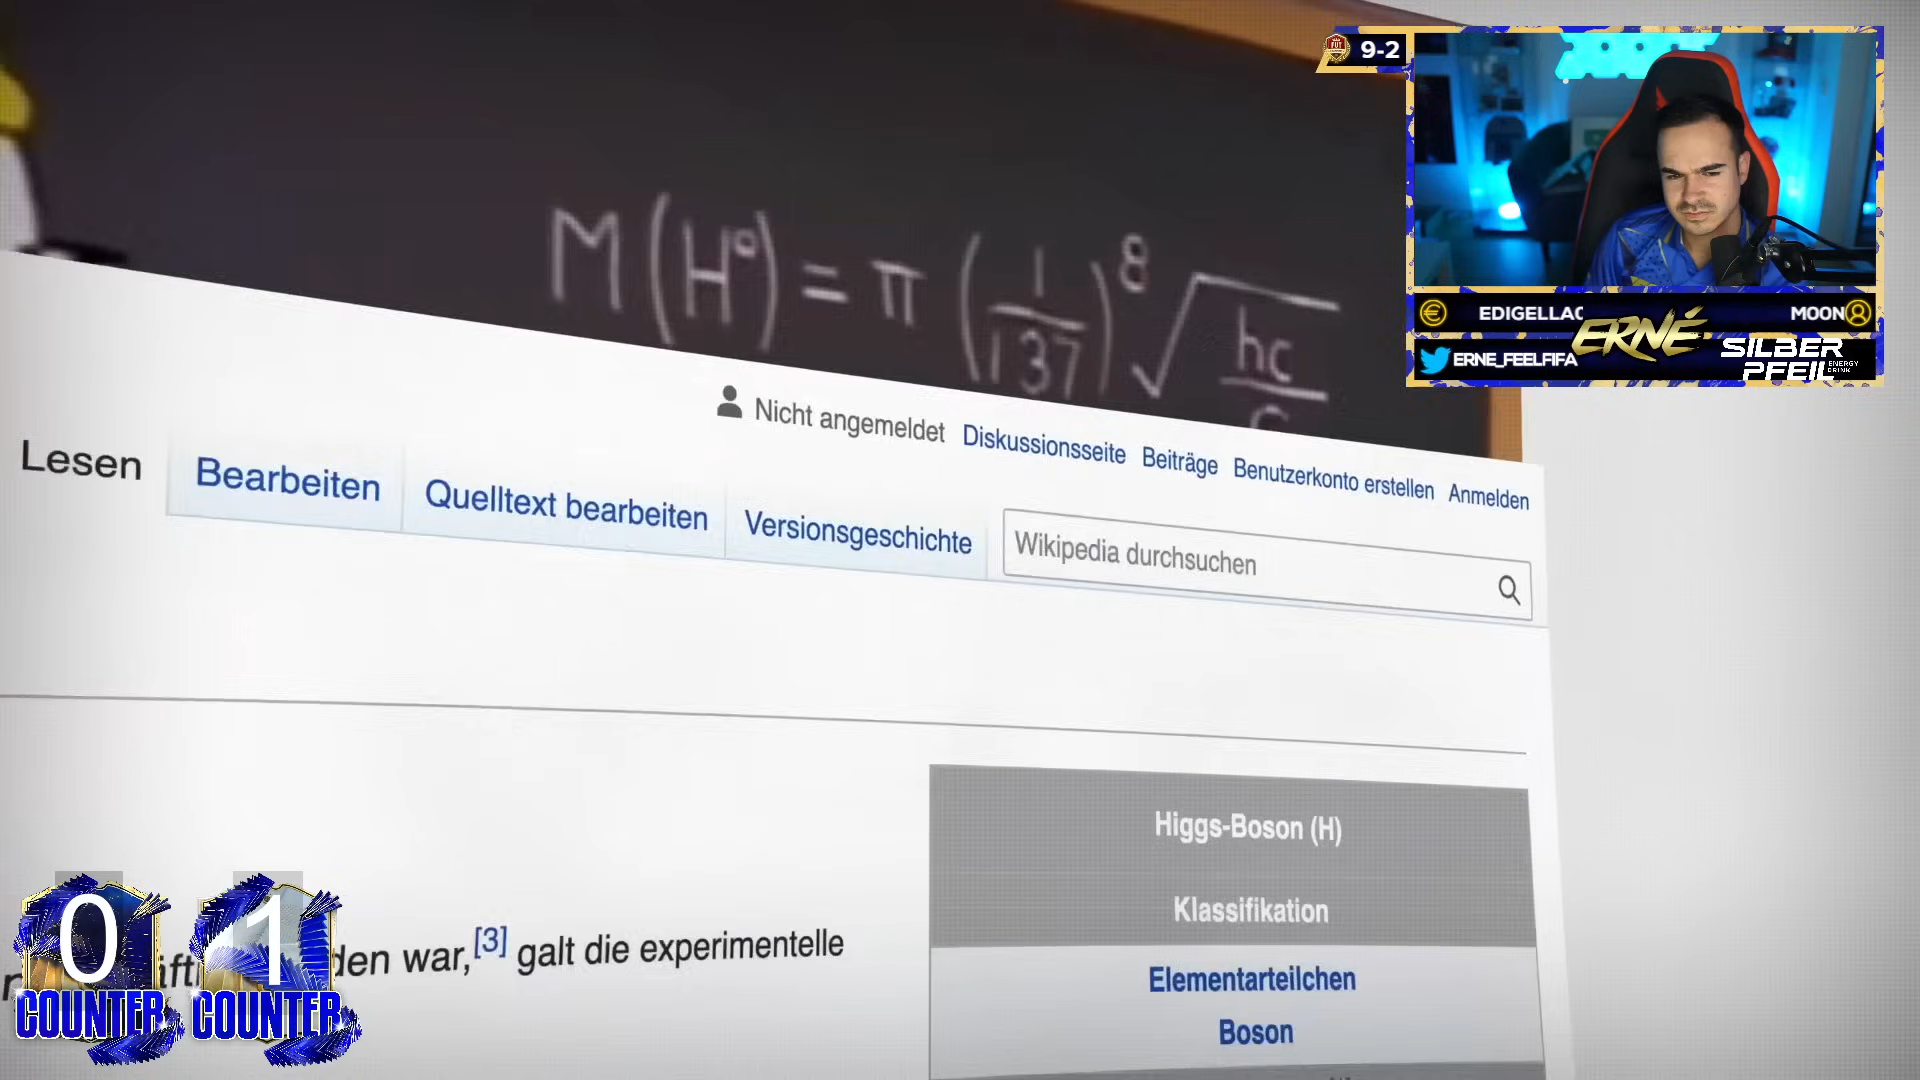 9-2
M(H°) = π (1/137)⁸ √hc
EDIGELLAC
MOON
ERNÉ
ERNE_FEELFIFA
SILBER
PFEIL
ENERGY
DRINK
Nicht angemeldet Diskussionsseite Beiträge Benutzerkonto erstellen Anmelden
Lesen Bearbeiten Quelltext bearbeiten Versionsgeschichte Wikipedia durchsuchen
Higgs-Boson (H)
Klassifikation
Elementarteilchen
Boson
den war,[3] galt die experimentelle
0 1
COUNTER COUNTER